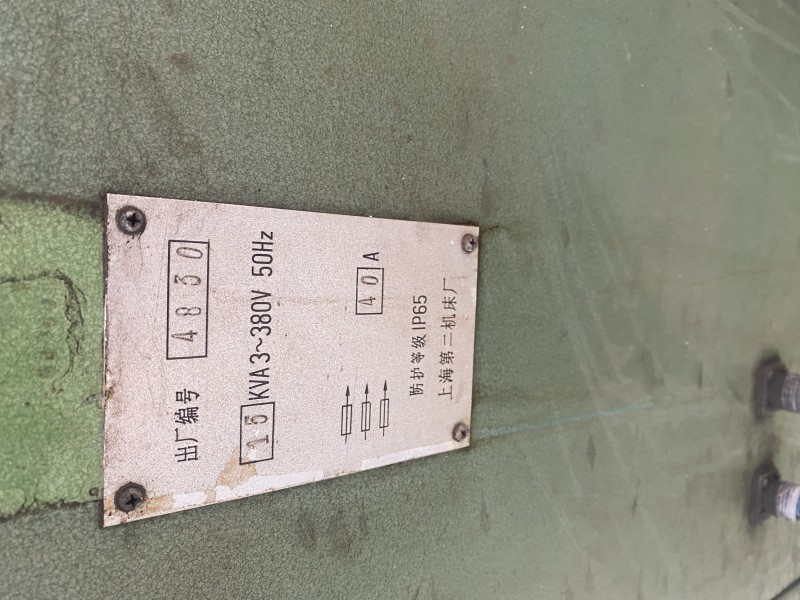 出厂编号 4830
15 KVA 3~380V 50Hz
40 A
防护等级 IP65
上海第二机床厂